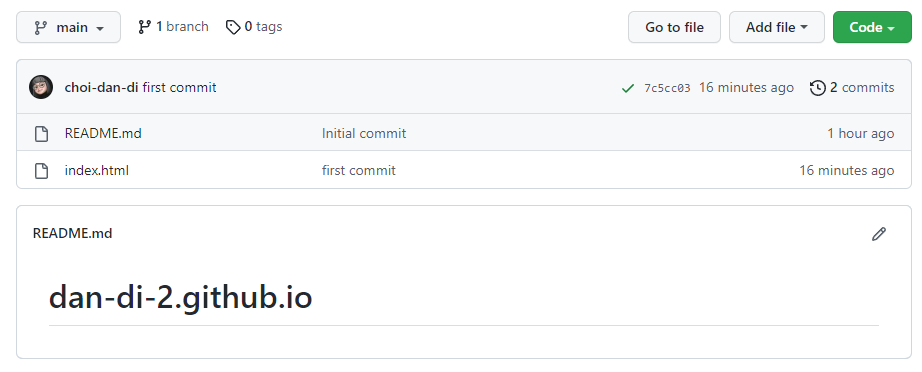 main 1 branch 0 tags Go to file Add file Code
choi-dan-di first commit 7c5cc03 16 minutes ago 2 commits
README.md Initial commit 1 hour ago
index.html first commit 16 minutes ago
README.md
dan-di-2.github.io